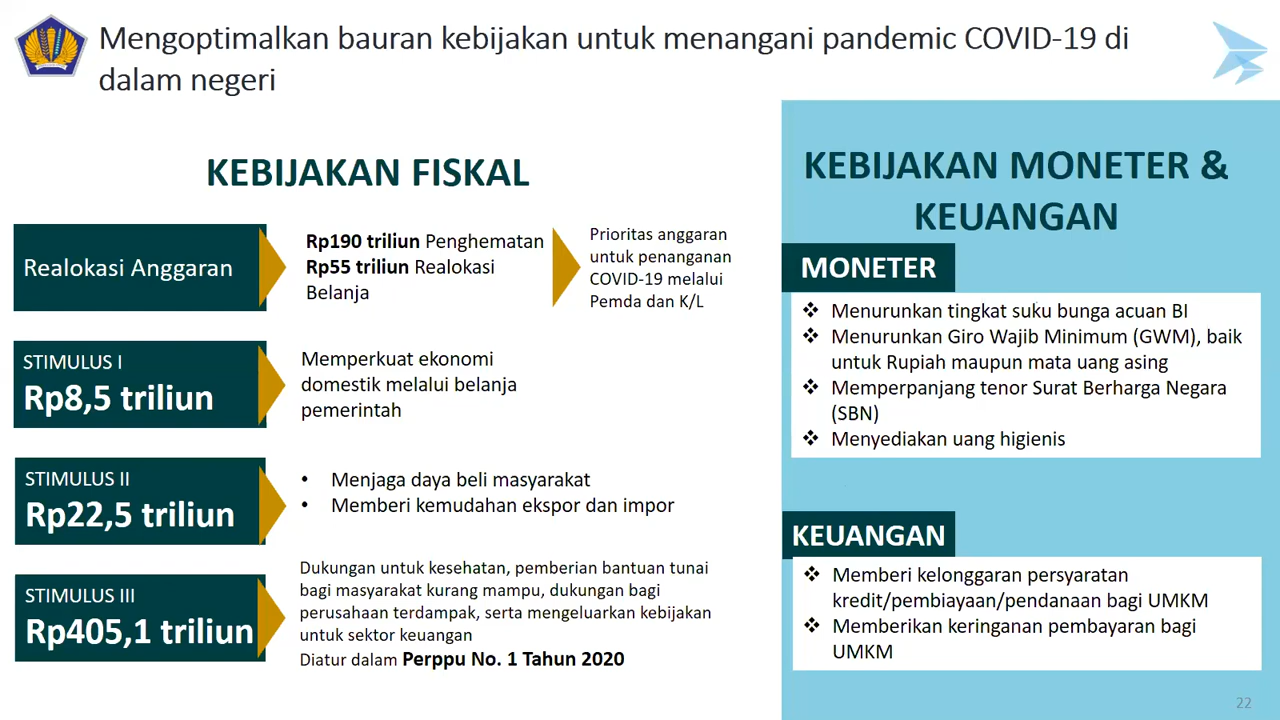 Mengoptimalkan bauran kebijakan untuk menangani pandemic COVID-19 di
dalam negeri
KEBIJAKAN FISKAL
Realokasi Anggaran
Rp190 triliun Penghematan
Rp55 triliun Realokasi
Belanja
Prioritas anggaran
untuk penanganan
COVID-19 melalui
Pemda dan K/L
STIMULUS I
Rp8,5 triliun
Memperkuat ekonomi
domestik melalui belanja
pemerintah
STIMULUS II
Rp22,5 triliun
• Menjaga daya beli masyarakat
• Memberi kemudahan ekspor dan impor
STIMULUS III
Rp405,1 triliun
Dukungan untuk kesehatan, pemberian bantuan tunai
bagi masyarakat kurang mampu, dukungan bagi
perusahaan terdampak, serta mengeluarkan kebijakan
untuk sektor keuangan
Diatur dalam Perppu No. 1 Tahun 2020
KEBIJAKAN MONETER &
KEUANGAN
MONETER
❖ Menurunkan tingkat suku bunga acuan BI
❖ Menurunkan Giro Wajib Minimum (GWM), baik
untuk Rupiah maupun mata uang asing
❖ Memperpanjang tenor Surat Berharga Negara
(SBN)
❖ Menyediakan uang higienis
KEUANGAN
❖ Memberi kelonggaran persyaratan
kredit/pembiayaan/pendanaan bagi UMKM
❖ Memberikan keringanan pembayaran bagi
UMKM
22